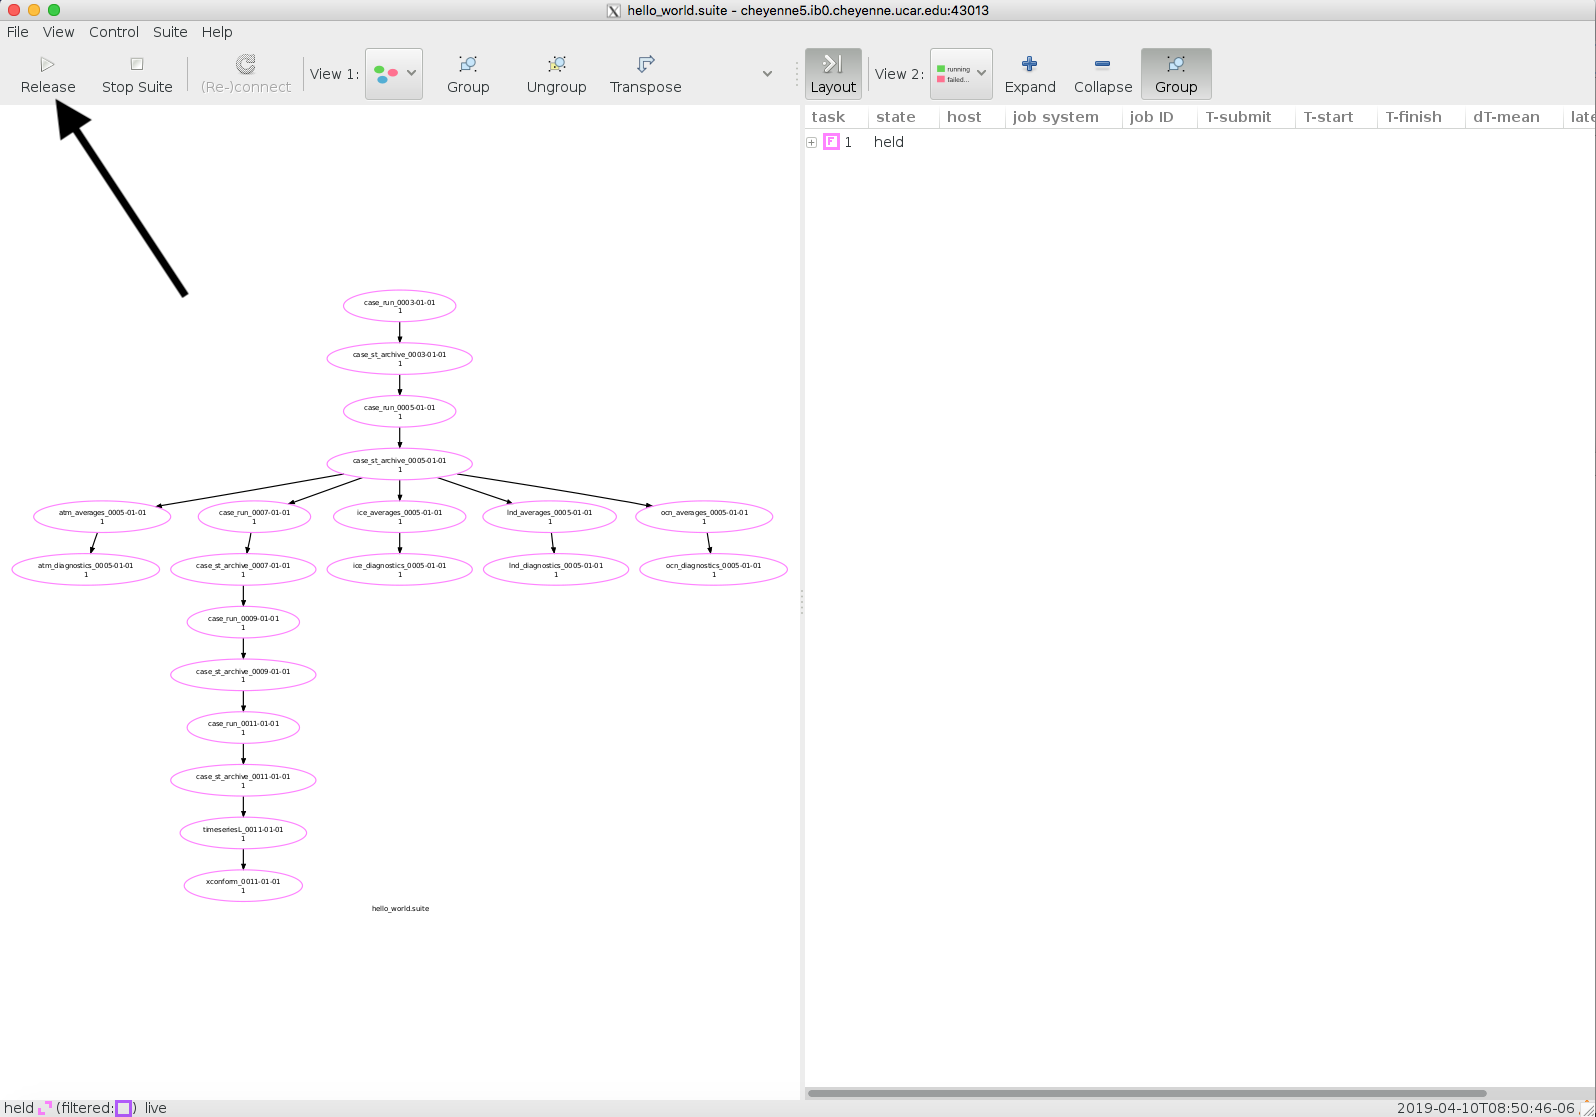 hello_world.suite - cheyenne5.ib0.cheyenne.ucar.edu:43013
File View Control Suite Help
Release Stop Suite (Re-)connect View 1: Group Ungroup Transpose Layout View 2: running failed... Expand Collapse Group
task state host job system job ID T-submit T-start T-finish dT-mean late
F 1 held
case_run_0003-01-01
1
case_st_archive_0003-01-01
1
case_run_0005-01-01
1
case_st_archive_0005-01-01
1
atm_averages_0005-01-01 case_run_0007-01-01 ice_averages_0005-01-01 lnd_averages_0005-01-01 ocn_averages_0005-01-01
1 1 1 1 1
atm_diagnostics_0005-01-01 case_st_archive_0007-01-01 ice_diagnostics_0005-01-01 lnd_diagnostics_0005-01-01 ocn_diagnostics_0005-01-01
1 1 1 1 1
case_run_0009-01-01
1
case_st_archive_0009-01-01
1
case_run_0011-01-01
1
case_st_archive_0011-01-01
1
timeseriesL_0011-01-01
1
xconform_0011-01-01
1
hello_world.suite
held (filtered: ) live 2019-04-10T08:50:46-06